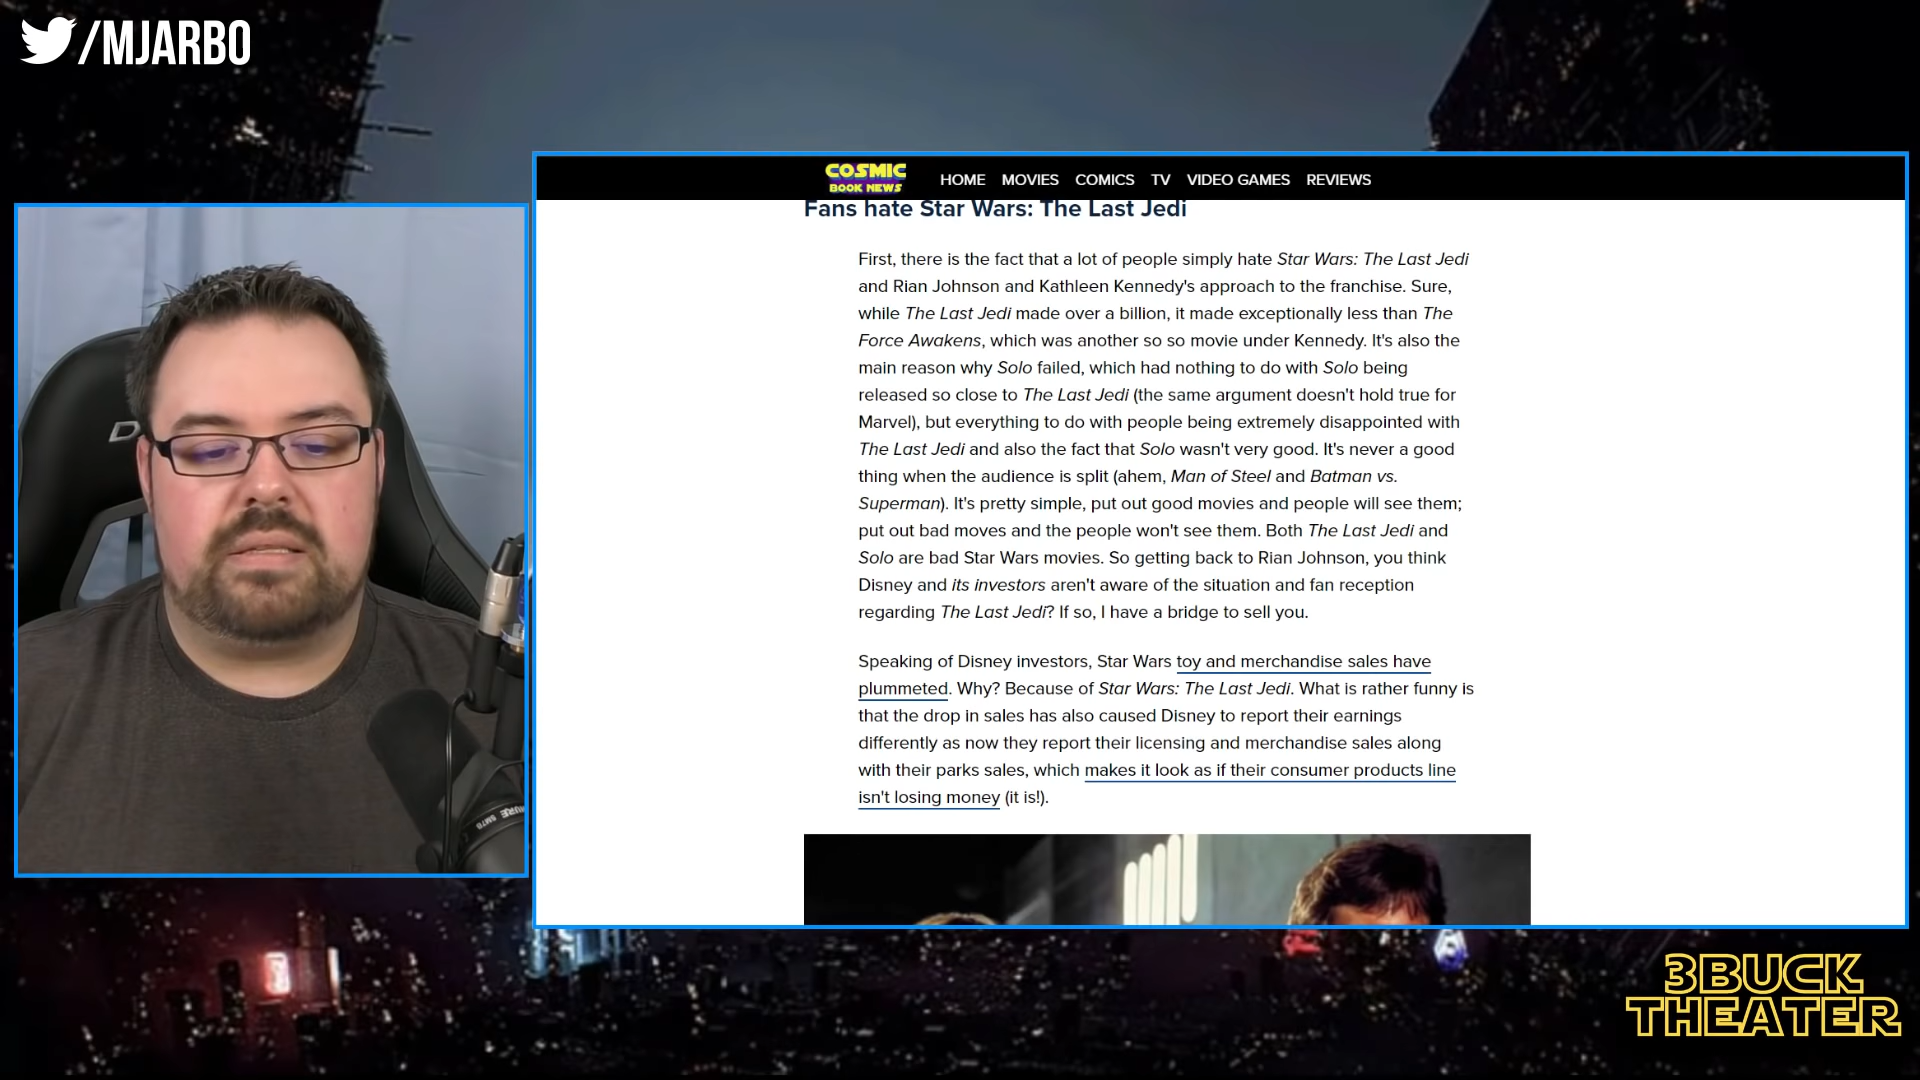 /MJARBO
COSMIC
BOOK NEWS
HOME MOVIES COMICS TV VIDEO GAMES REVIEWS
Fans hate Star Wars: The Last Jedi
First, there is the fact that a lot of people simply hate Star Wars: The Last Jedi
and Rian Johnson and Kathleen Kennedy's approach to the franchise. Sure,
while The Last Jedi made over a billion, it made exceptionally less than The
Force Awakens, which was another so so movie under Kennedy. It's also the
main reason why Solo failed, which had nothing to do with Solo being
released so close to The Last Jedi (the same argument doesn't hold true for
Marvel), but everything to do with people being extremely disappointed with
The Last Jedi and also the fact that Solo wasn't very good. It's never a good
thing when the audience is split (ahem, Man of Steel and Batman vs.
Superman). It's pretty simple, put out good movies and people will see them;
put out bad moves and the people won't see them. Both The Last Jedi and
Solo are bad Star Wars movies. So getting back to Rian Johnson, you think
Disney and its investors aren't aware of the situation and fan reception
regarding The Last Jedi? If so, I have a bridge to sell you.
Speaking of Disney investors, Star Wars toy and merchandise sales have
plummeted. Why? Because of Star Wars: The Last Jedi. What is rather funny is
that the drop in sales has also caused Disney to report their earnings
differently as now they report their licensing and merchandise sales along
with their parks sales, which makes it look as if their consumer products line
isn't losing money (it is!).
3BUCK
THEATER